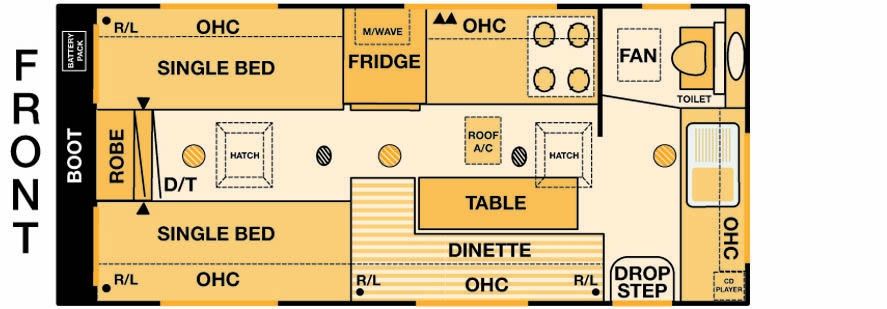 FRONT
BATTERY
PACK
BOOT
R/L
OHC
SINGLE BED
M/WAVE
FRIDGE
OHC
FAN
TOILET
ROBE
D/T
HATCH
ROOF
A/C
HATCH
SINGLE BED
R/L
OHC
TABLE
DINETTE
R/L
OHC
R/L
DROP
STEP
OHC
CD
PLAYER